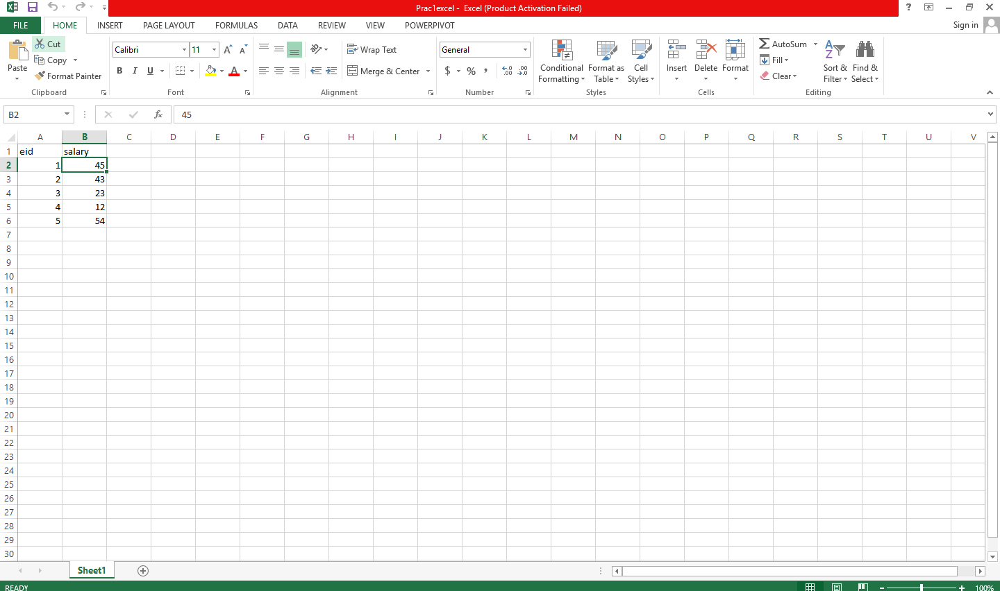 Prac1excel - Excel (Product Activation Failed)
FILE HOME INSERT PAGE LAYOUT FORMULAS DATA REVIEW VIEW POWERPIVOT Sign in
Paste
Cut
Copy
Format Painter
Clipboard
Calibri 11
B I U
Font
Wrap Text
Merge & Center
Alignment
General
$ % ,
Number
Conditional Formatting
Format as Table
Cell Styles
Styles
Insert
Delete
Format
Cells
AutoSum
Fill
Clear
Sort & Filter
Find & Select
Editing
B2 fx 45
A B C D E F G H I J K L M N O P Q R S T U V
1 eid salary
2 1 45
3 2 43
4 3 23
5 4 12
6 5 54
7
8
9
10
11
12
13
14
15
16
17
18
19
20
21
22
23
24
25
26
27
28
29
30
Sheet1
READY 100%